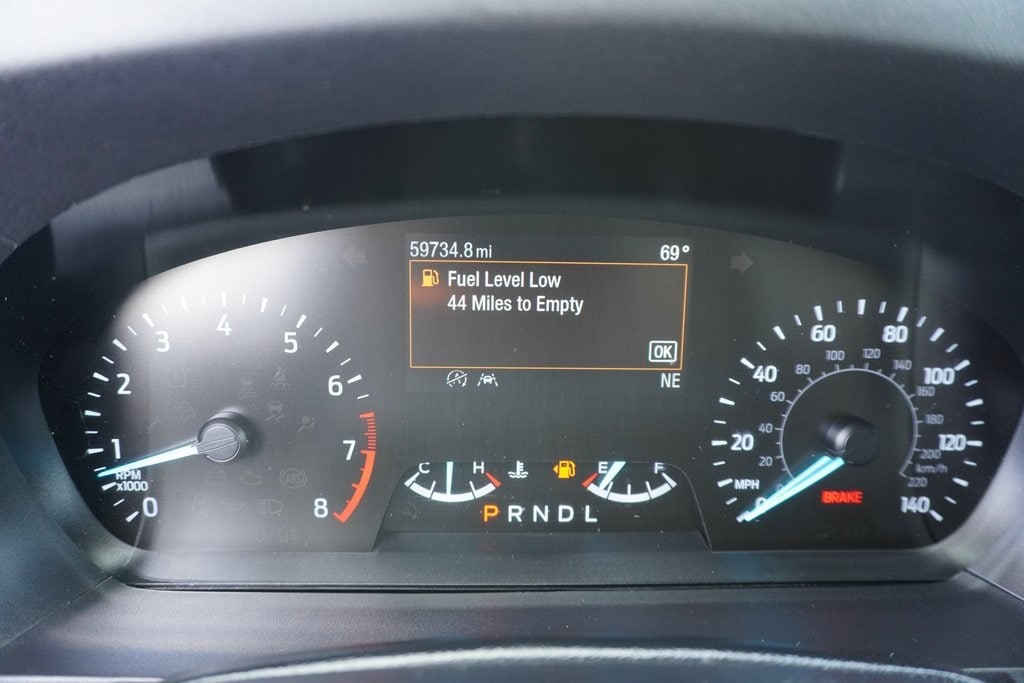 59734.8 mi 69°
Fuel Level Low
44 Miles to Empty
OK
NE
0 1 2 3 4 5 6 7 8
RPM
x1000
C H
E F
P R N D L
20 40 60 80 100 120 140
20 40 60 80 100 120 140 160 180 200 220
MPH
km/h
BRAKE